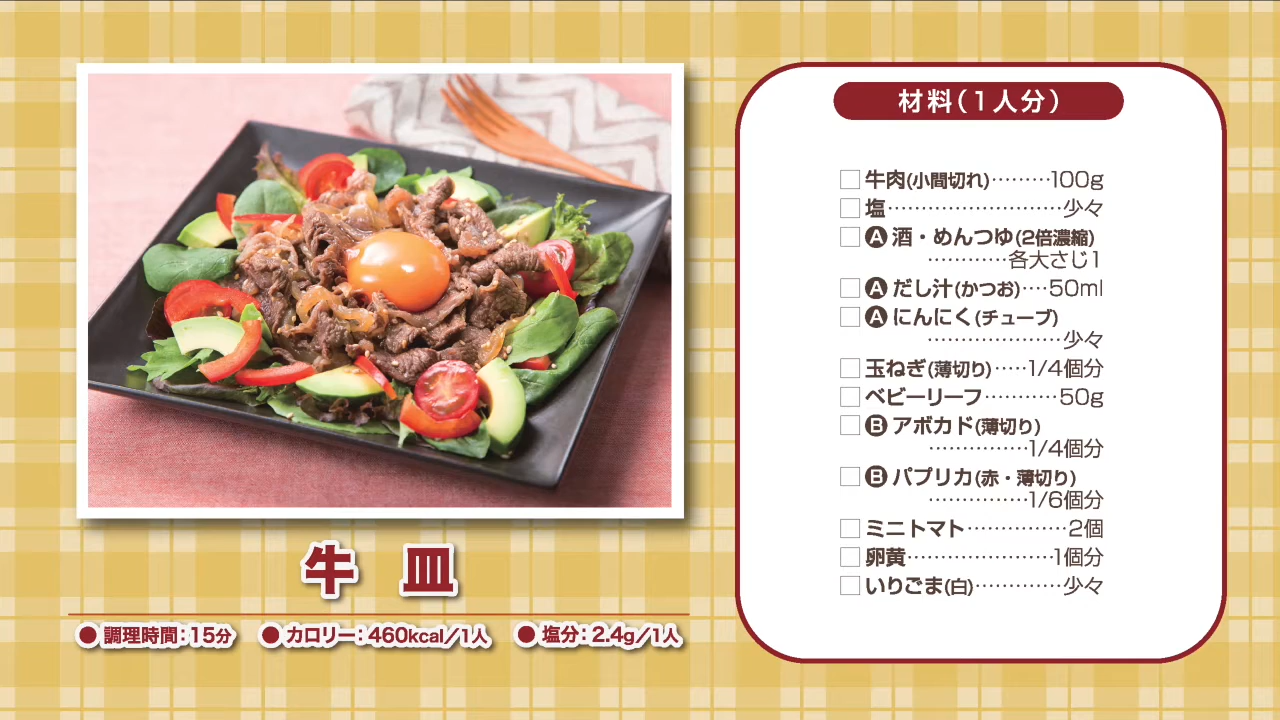 牛 皿
●調理時間：15分 ●カロリー：460kcal／1人 ●塩分：2.4g／1人
材料（1人分）
□牛肉(小間切れ)………100g
□塩………………………少々
□Ⓐ酒・めんつゆ(2倍濃縮)
…………各大さじ1
□Ⓐだし汁(かつお)‥‥50ml
□Ⓐにんにく(チューブ)
…………………少々
□玉ねぎ(薄切り)‥‥‥1/4個分
□ベビーリーフ…………50g
□Ⓑアボカド(薄切り)
……………1/4個分
□Ⓑパプリカ(赤・薄切り)
……………1/6個分
□ミニトマト……………2個
□卵黄……………………1個分
□いりごま(白)…………少々